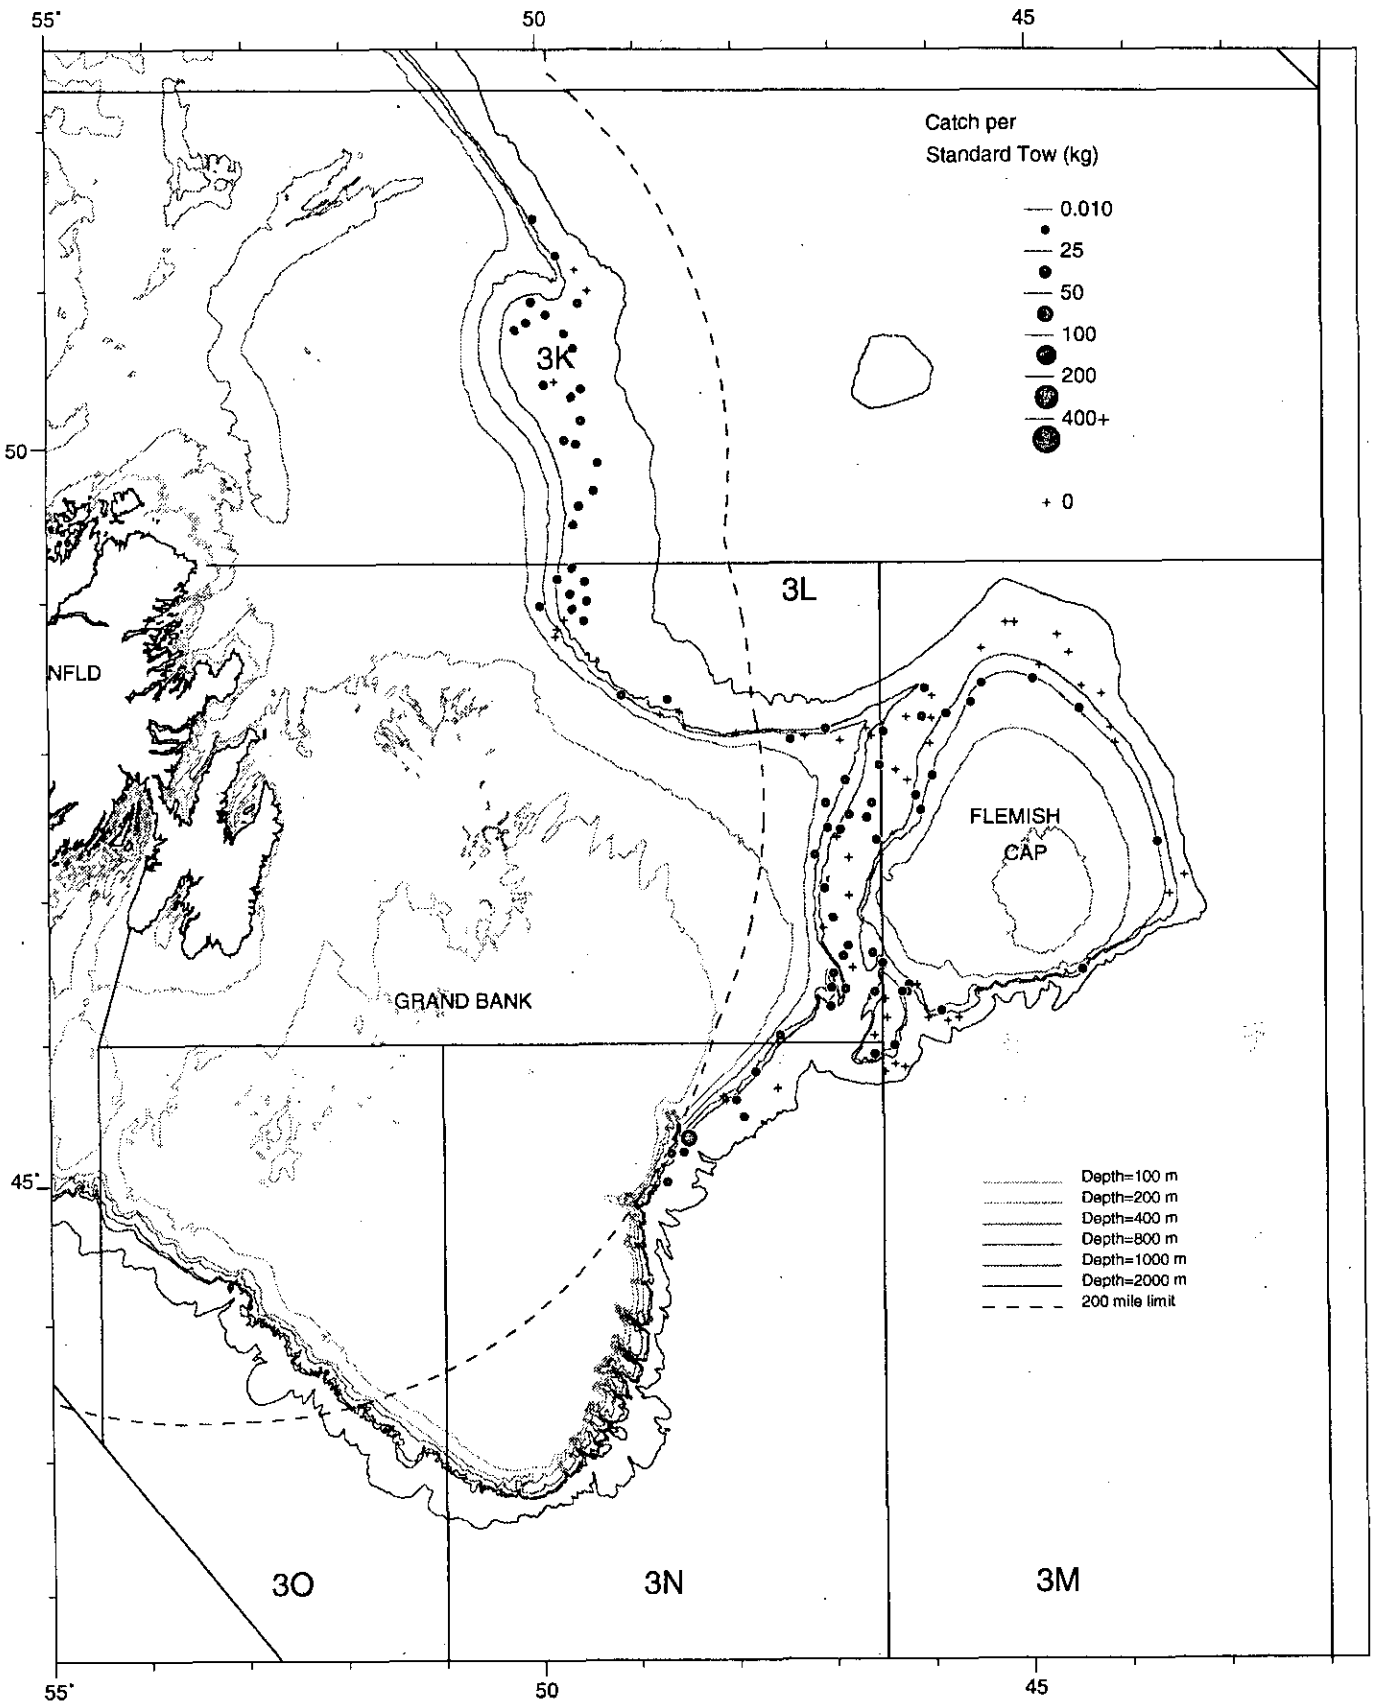 55° 50 45
Catch per
Standard Tow (kg)
0.010
25
50
100
200
400+
+ 0
3K
50
3L
NFLD
FLEMISH
CAP
GRAND BANK
45°
Depth=100 m
Depth=200 m
Depth=400 m
Depth=800 m
Depth=1000 m
Depth=2000 m
200 mile limit
3O 3N 3M
55° 50 45